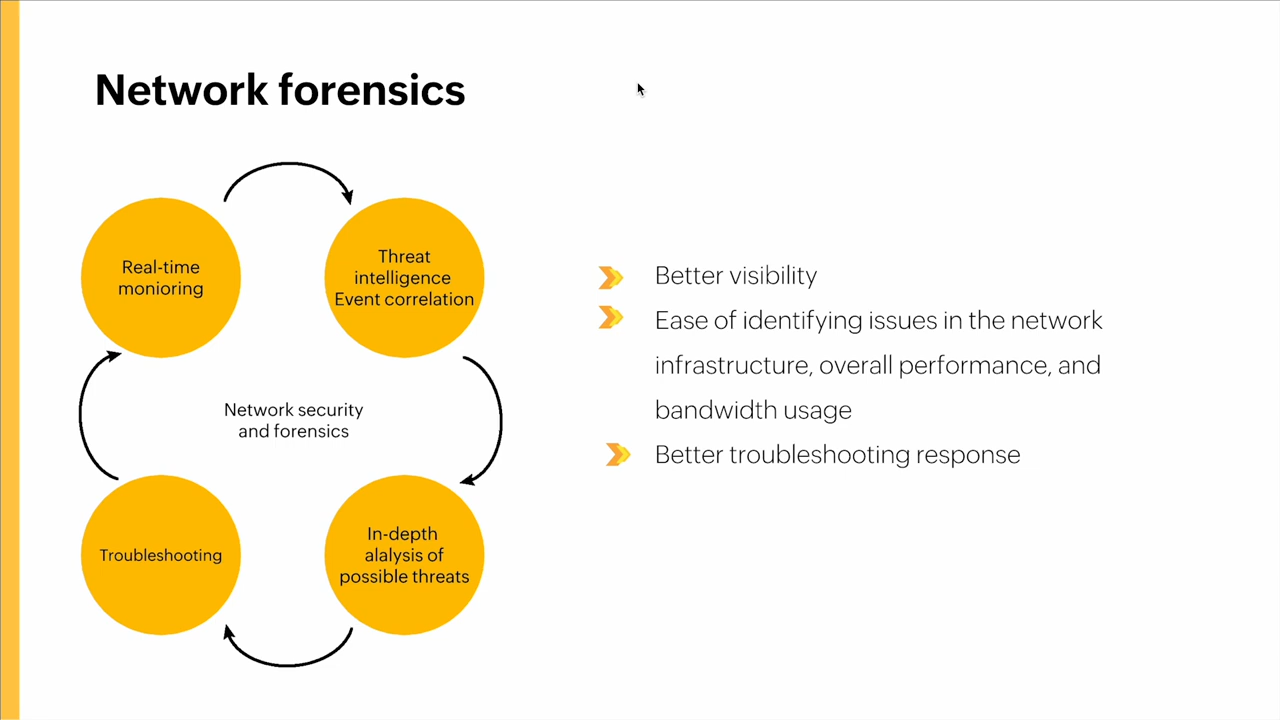 Network forensics
Real-time
monioring
Threat
intelligence
Event correlation
Network security
and forensics
Troubleshooting
In-depth
alalysis of
possible threats
Better visibility
Ease of identifying issues in the network
infrastructure, overall performance, and
bandwidth usage
Better troubleshooting response